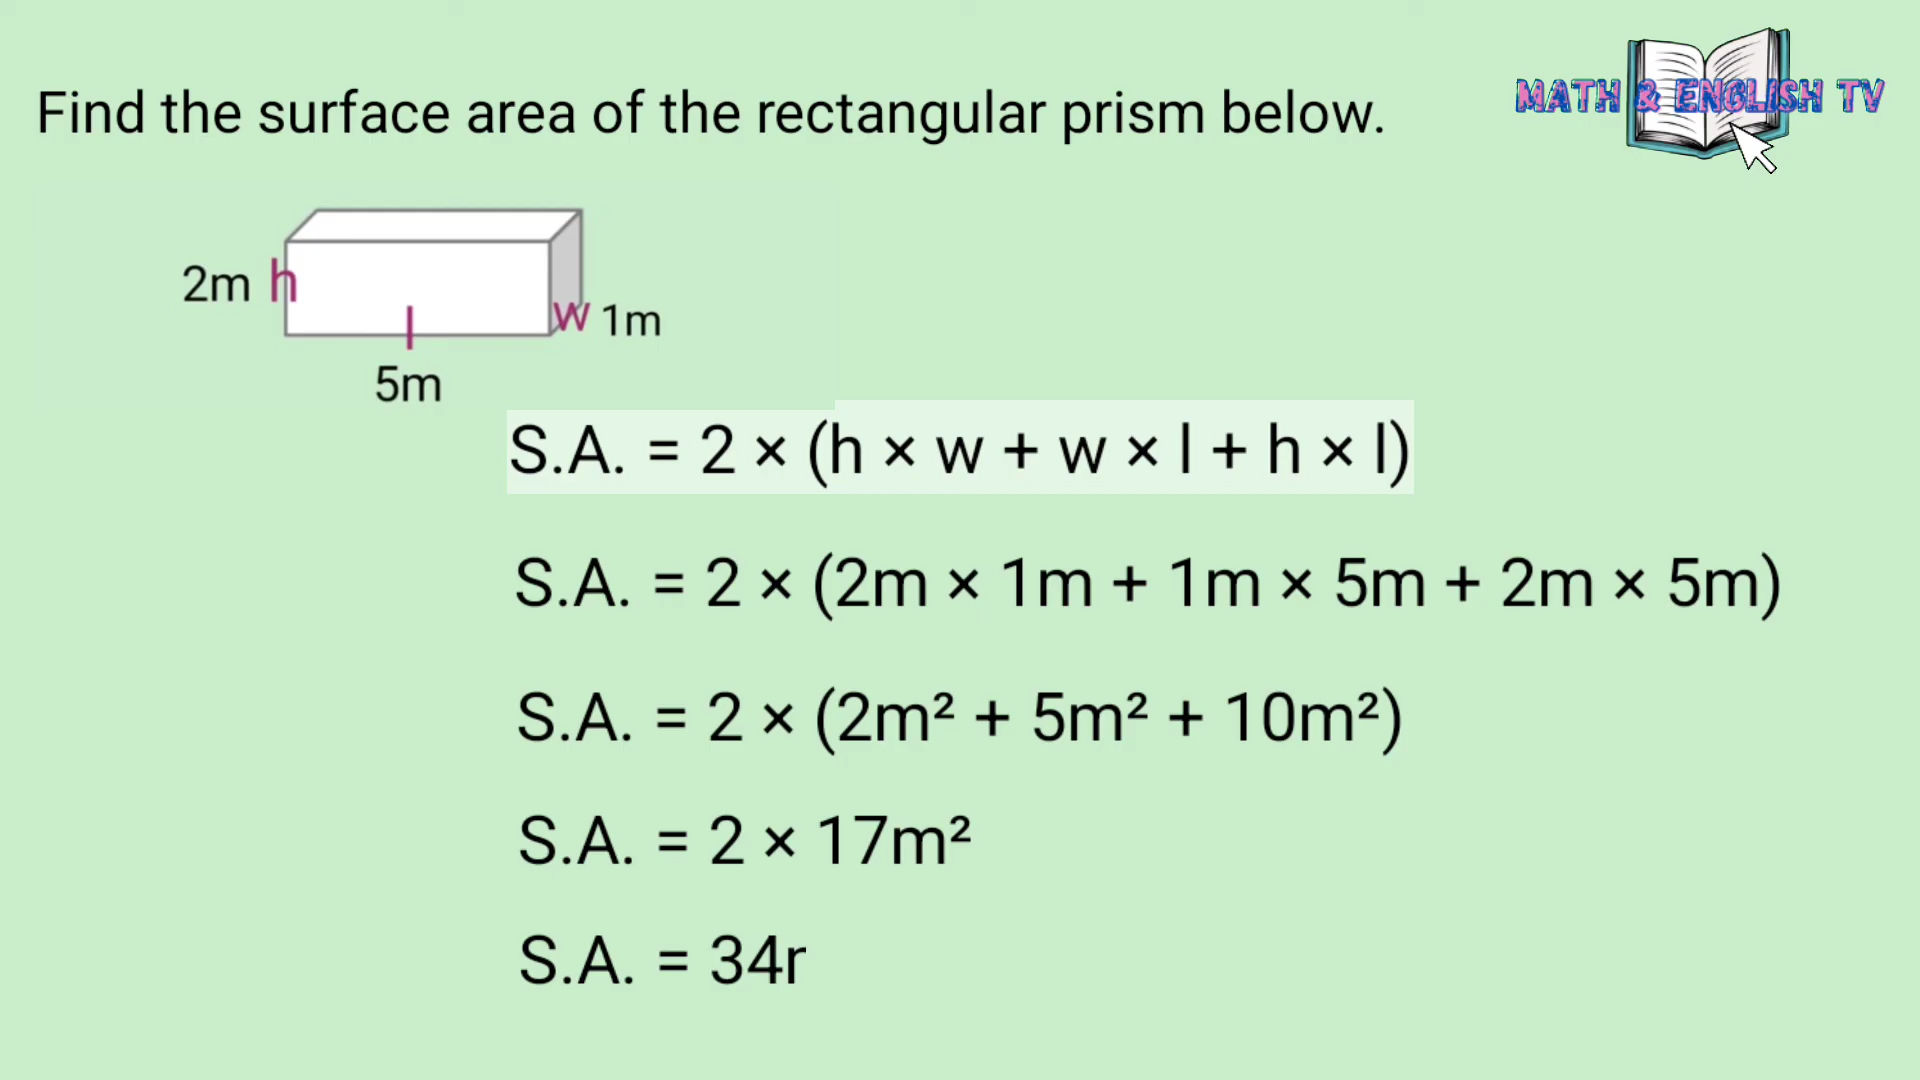 MATH & ENGLISH TV
Find the surface area of the rectangular prism below.
2m h
w 1m
l
5m
S.A. = 2 × (h × w + w × l + h × l)
S.A. = 2 × (2m × 1m + 1m × 5m + 2m × 5m)
S.A. = 2 × (2m² + 5m² + 10m²)
S.A. = 2 × 17m²
S.A. = 34r